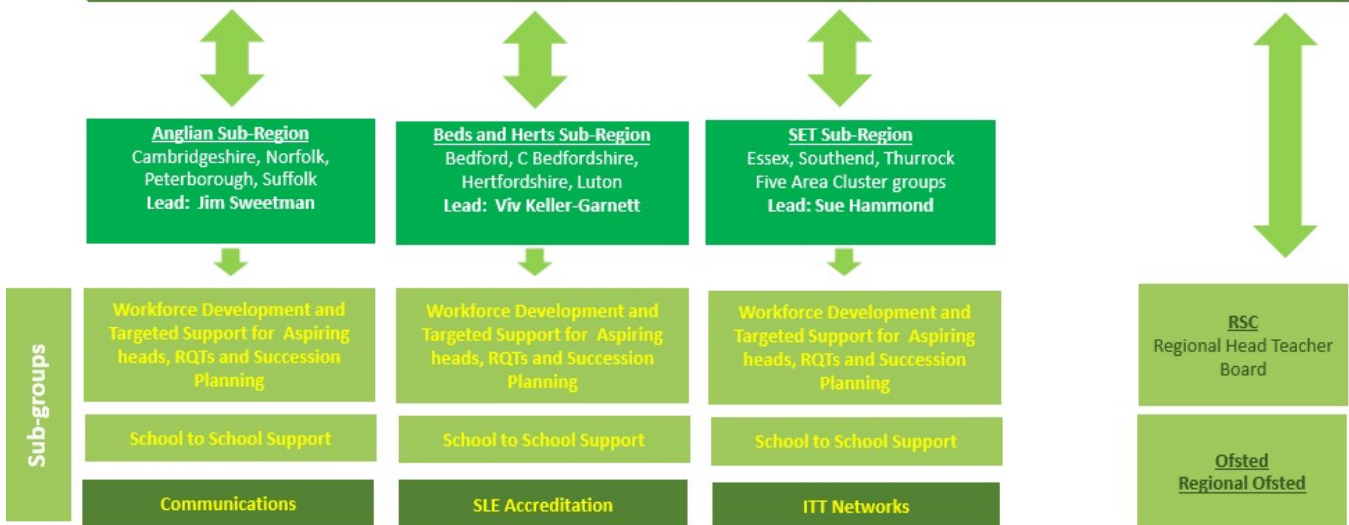 Anglian Sub-Region
Cambridgeshire, Norfolk,
Peterborough, Suffolk
Lead: Jim Sweetman
Beds and Herts Sub-Region
Bedford, C Bedfordshire,
Hertfordshire, Luton
Lead: Viv Keller-Garnett
SET Sub-Region
Essex, Southend, Thurrock
Five Area Cluster groups
Lead: Sue Hammond
Sub-groups
Workforce Development and
Targeted Support for Aspiring
heads, RQTs and Succession
Planning
Workforce Development and
Targeted Support for Aspiring
heads, RQTs and Succession
Planning
Workforce Development and
Targeted Support for Aspiring
heads, RQTs and Succession
Planning
RSC
Regional Head Teacher
Board
School to School Support
School to School Support
School to School Support
Ofsted
Regional Ofsted
Communications
SLE Accreditation
ITT Networks